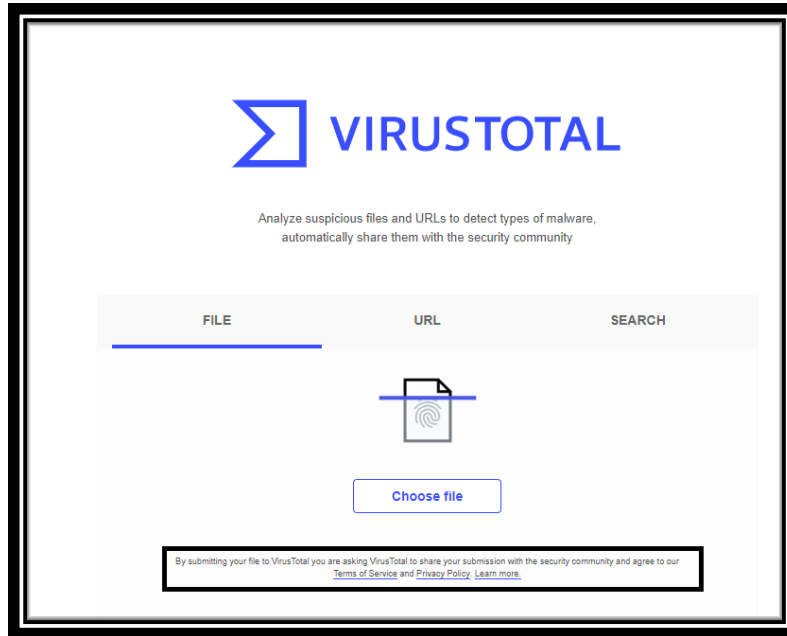 VIRUSTOTAL
Analyze suspicious files and URLs to detect types of malware,
automatically share them with the security community
FILE
URL
SEARCH
Choose file
By submitting your file to VirusTotal you are asking VirusTotal to share your submission with the security community and agree to our
Terms of Service and Privacy Policy. Learn more.